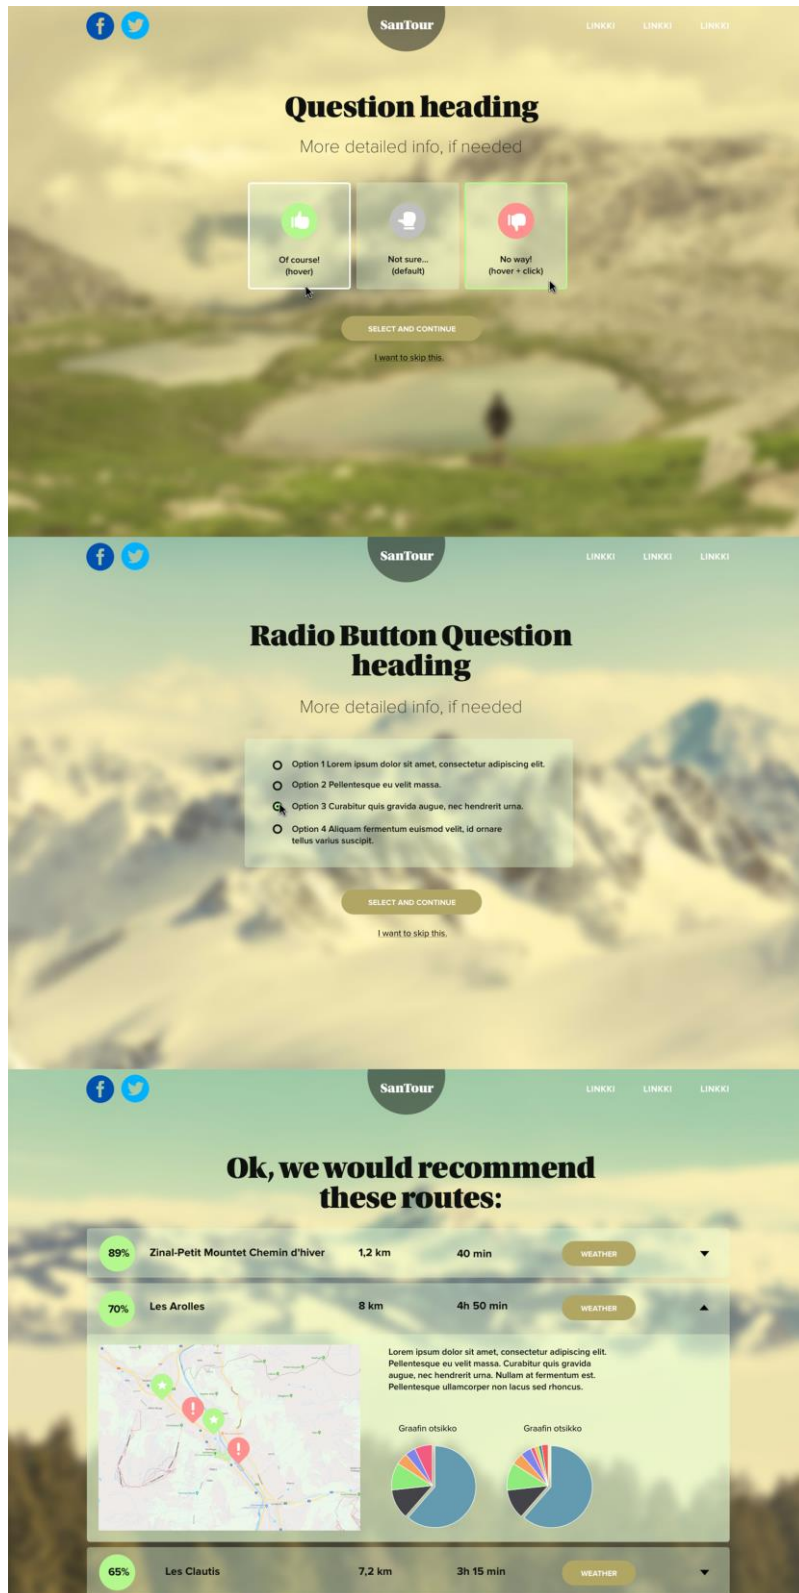 SanTour
LINKKI LINKKI LINKKI
Question heading
More detailed info, if needed
Of course!
(hover)
Not sure...
(default)
No way!
(hover + click)
SELECT AND CONTINUE
I want to skip this.
SanTour
LINKKI LINKKI LINKKI
Radio Button Question
heading
More detailed info, if needed
Option 1 Lorem ipsum dolor sit amet, consectetur adipiscing elit.
Option 2 Pellentesque eu velit massa.
Option 3 Curabitur quis gravida augue, nec hendrerit urna.
Option 4 Aliquam fermentum euismod velit, id ornare
tellus varius suscipit.
SELECT AND CONTINUE
I want to skip this.
SanTour
LINKKI LINKKI LINKKI
Ok, we would recommend
these routes:
89% Zinal-Petit Mountet Chemin d'hiver 1,2 km 40 min WEATHER
70% Les Arolles 8 km 4h 50 min WEATHER
Lorem ipsum dolor sit amet, consectetur adipiscing elit.
Pellentesque eu velit massa. Curabitur quis gravida
augue, nec hendrerit urna. Nullam at fermentum est.
Pellentesque ullamcorper non lacus sed rhoncus.
Graafin otsikko Graafin otsikko
65% Les Clautis 7,2 km 3h 15 min WEATHER